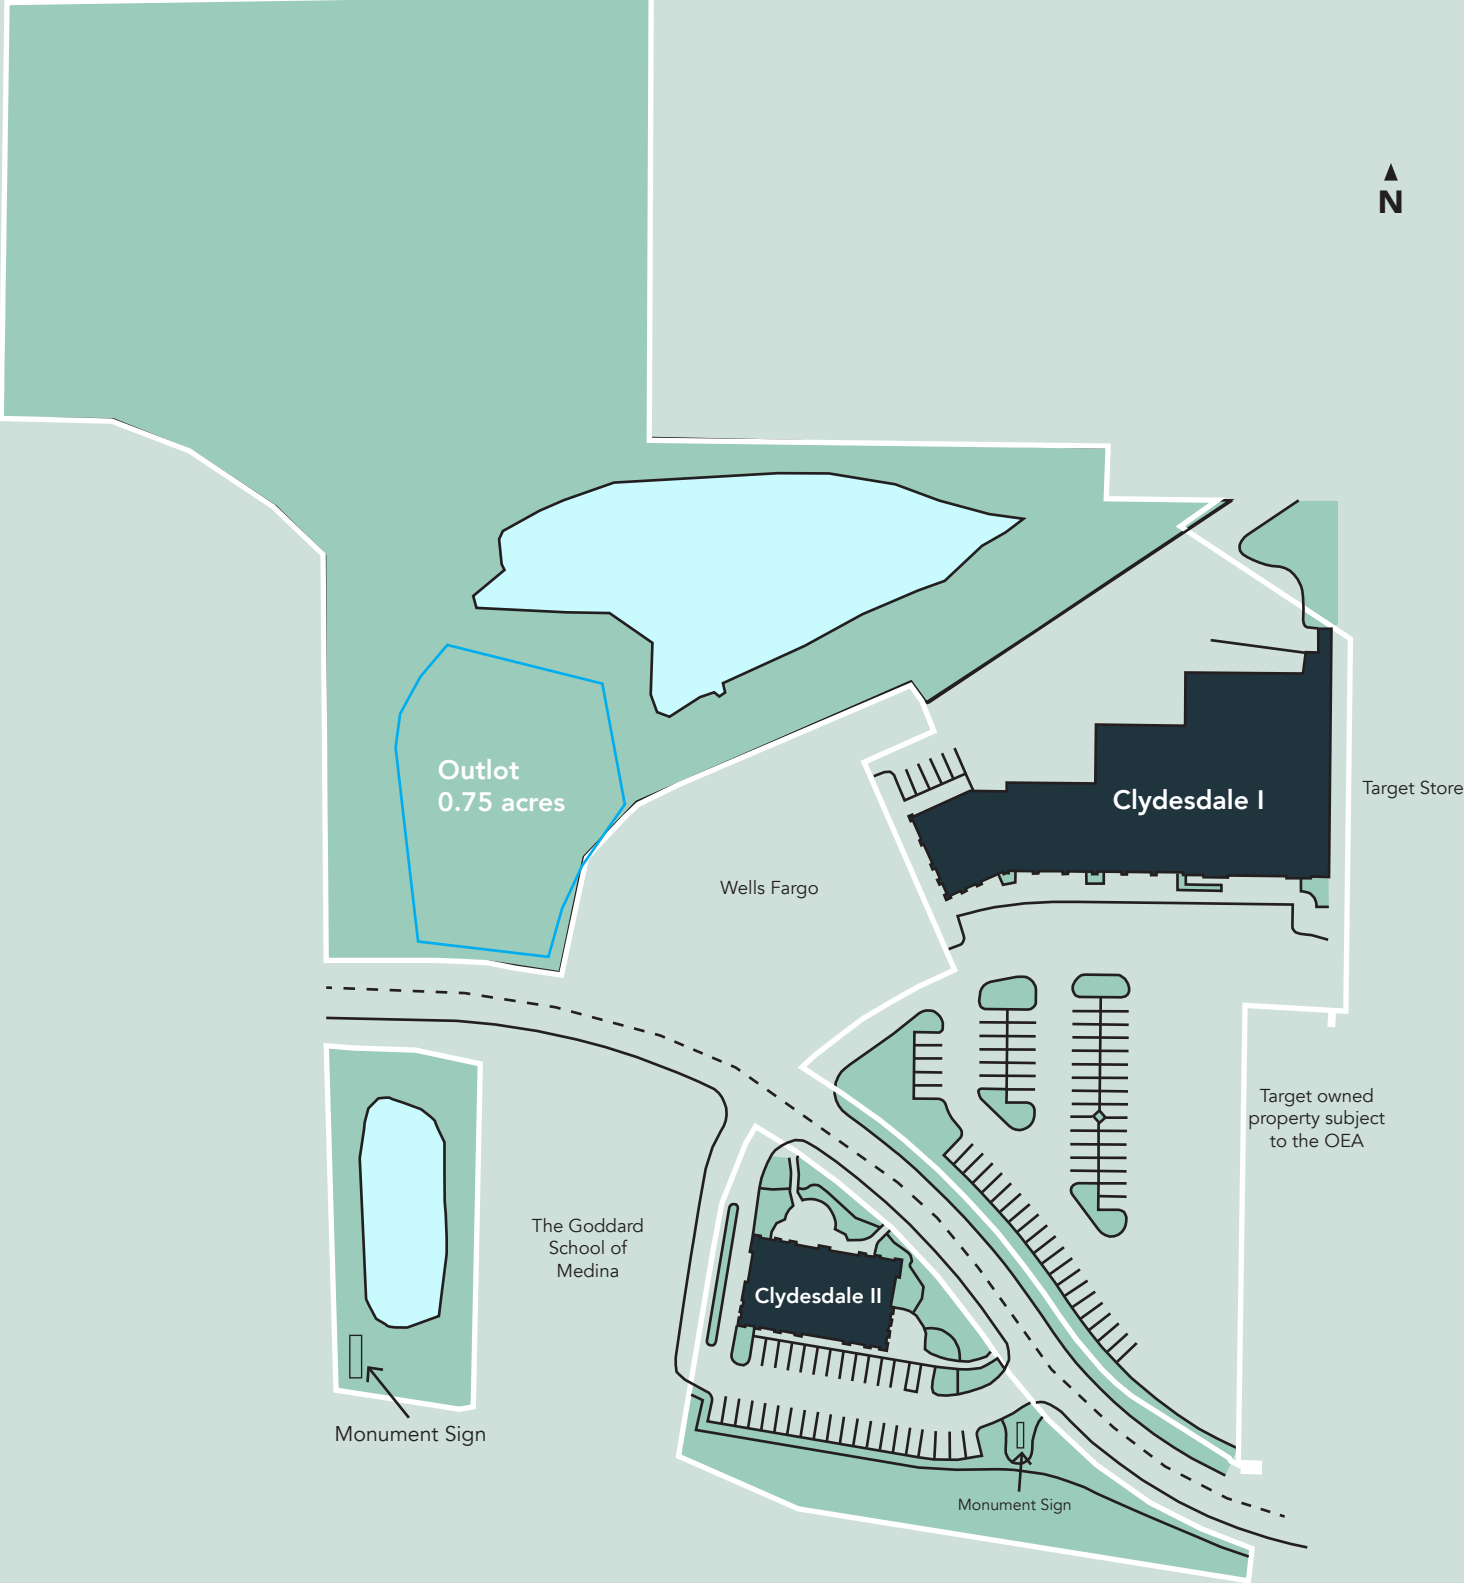 N
Outlot
0.75 acres
Clydesdale I
Target Store
Wells Fargo
Target owned
property subject
to the OEA
The Goddard
School of
Medina
Clydesdale II
Monument Sign
Monument Sign